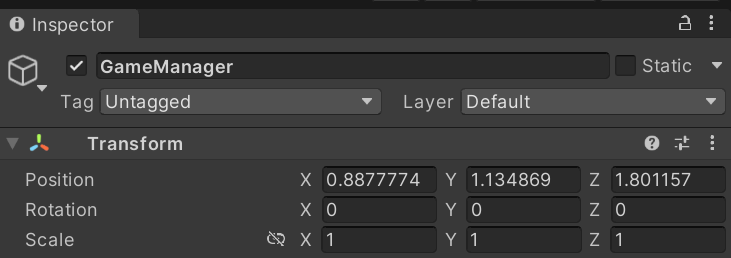 Inspector
GameManager Static
Tag Untagged Layer Default
Transform
Position X 0.8877774 Y 1.134869 Z 1.801157
Rotation X 0 Y 0 Z 0
Scale X 1 Y 1 Z 1